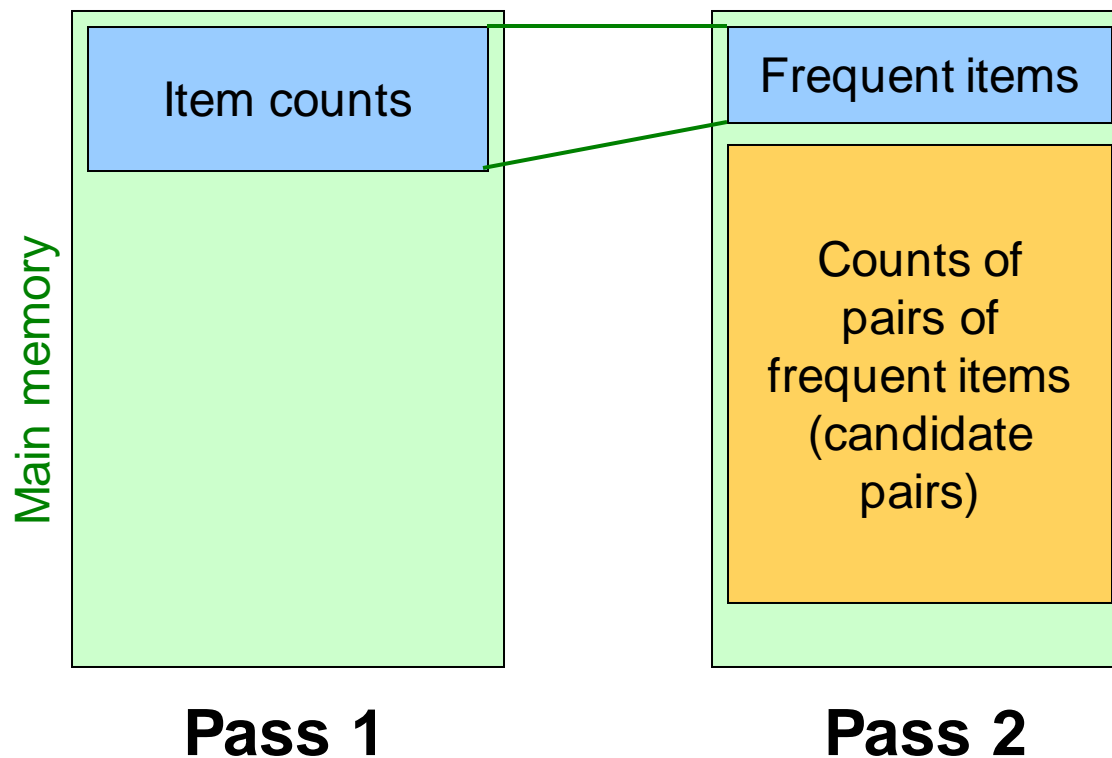 Main memory
Item counts
Frequent items
Counts of
pairs of
frequent items
(candidate
pairs)
Pass 1
Pass 2